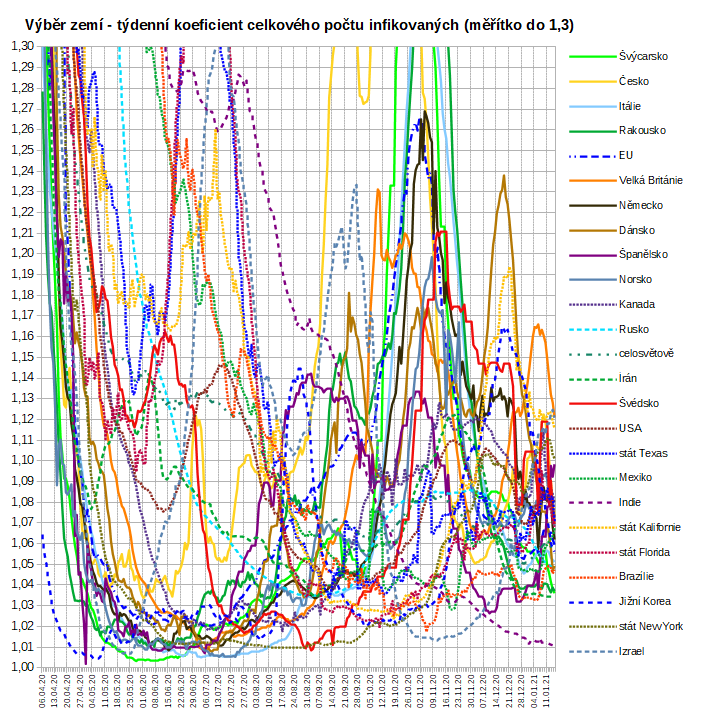 Výběr zemí - týdenní koeficient celkového počtu infikovaných (měřítko do 1,3)
1,30
1,29
1,28
1,27
1,26
1,25
1,24
1,23
1,22
1,21
1,20
1,19
1,18
1,17
1,16
1,15
1,14
1,13
1,12
1,11
1,10
1,09
1,08
1,07
1,06
1,05
1,04
1,03
1,02
1,01
1,00
06.04.20
13.04.20
20.04.20
27.04.20
04.05.20
11.05.20
18.05.20
25.05.20
01.06.20
08.06.20
15.06.20
22.06.20
29.06.20
06.07.20
13.07.20
20.07.20
27.07.20
03.08.20
10.08.20
17.08.20
24.08.20
31.08.20
07.09.20
14.09.20
21.09.20
28.09.20
05.10.20
12.10.20
19.10.20
26.10.20
02.11.20
09.11.20
16.11.20
23.11.20
30.11.20
07.12.20
14.12.20
21.12.20
28.12.20
04.01.21
11.01.21
Švýcarsko
Česko
Itálie
Rakousko
EU
Velká Británie
Německo
Dánsko
Španělsko
Norsko
Kanada
Rusko
celosvětově
Írán
Švédsko
USA
stát Texas
Mexiko
Indie
stát Kalifornie
stát Florida
Brazílie
Jižní Korea
stát NewYork
Izrael